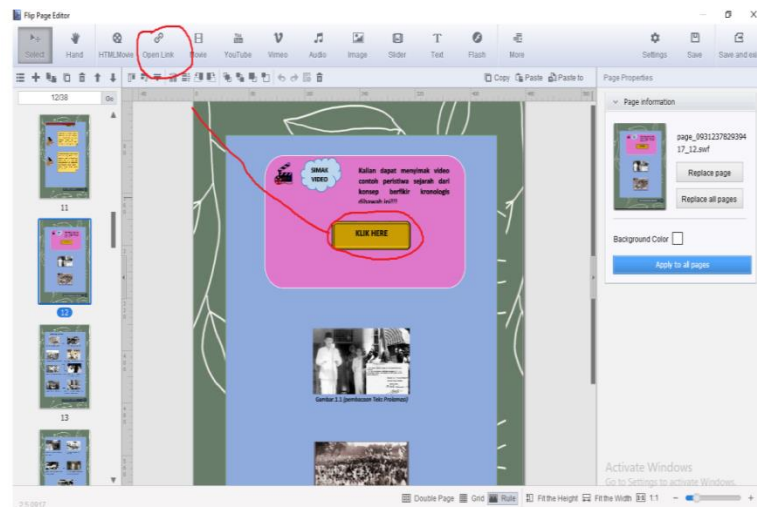 Flip Page Editor
Select Hand HTMLMovie Open Link Movie YouTube Vimeo Audio Image Slider Text Flash More Settings Save Save and exi
Copy Paste Paste to Page Properties
12/38 Go
Page Information
page_0931237829394
17_12.swf
Replace page
Replace all pages
Background Color
Apply to all pages
11
12
13
SIMAK
VIDEO
Kalian dapat menyimak video
contoh peristiwa sejarah dari
konsep berfikir kronologis
dibawah ini!!!
KLIK HERE
Gambar 1.1 (pembacaan Teks Proklamasi)
Activate Windows
Go to Settings to activate Windows.
Double Page Grid Rule Fit the Height Fit the Width 1:1